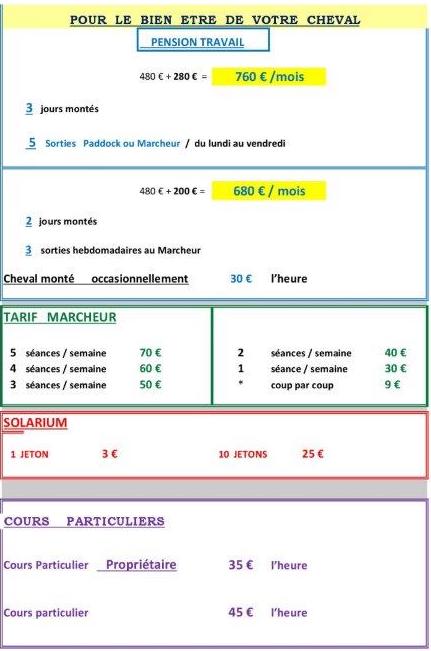 POUR LE BIEN ETRE DE VOTRE CHEVAL
PENSION TRAVAIL
480 € + 280 € = 760 € /mois
3 jours montés
5 Sorties Paddock ou Marcheur / du lundi au vendredi
480 € + 200 € = 680 € / mois
2 jours montés
3 sorties hebdomadaires au Marcheur
Cheval monté occasionnellement 30 € l'heure
TARIF MARCHEUR
5 séances / semaine 70 € 2 séances / semaine 40 €
4 séances / semaine 60 € 1 séance / semaine 30 €
3 séances / semaine 50 € * coup par coup 9 €
SOLARIUM
1 JETON 3 € 10 JETONS 25 €
COURS PARTICULIERS
Cours Particulier Propriétaire 35 € l'heure
Cours particulier 45 € l'heure